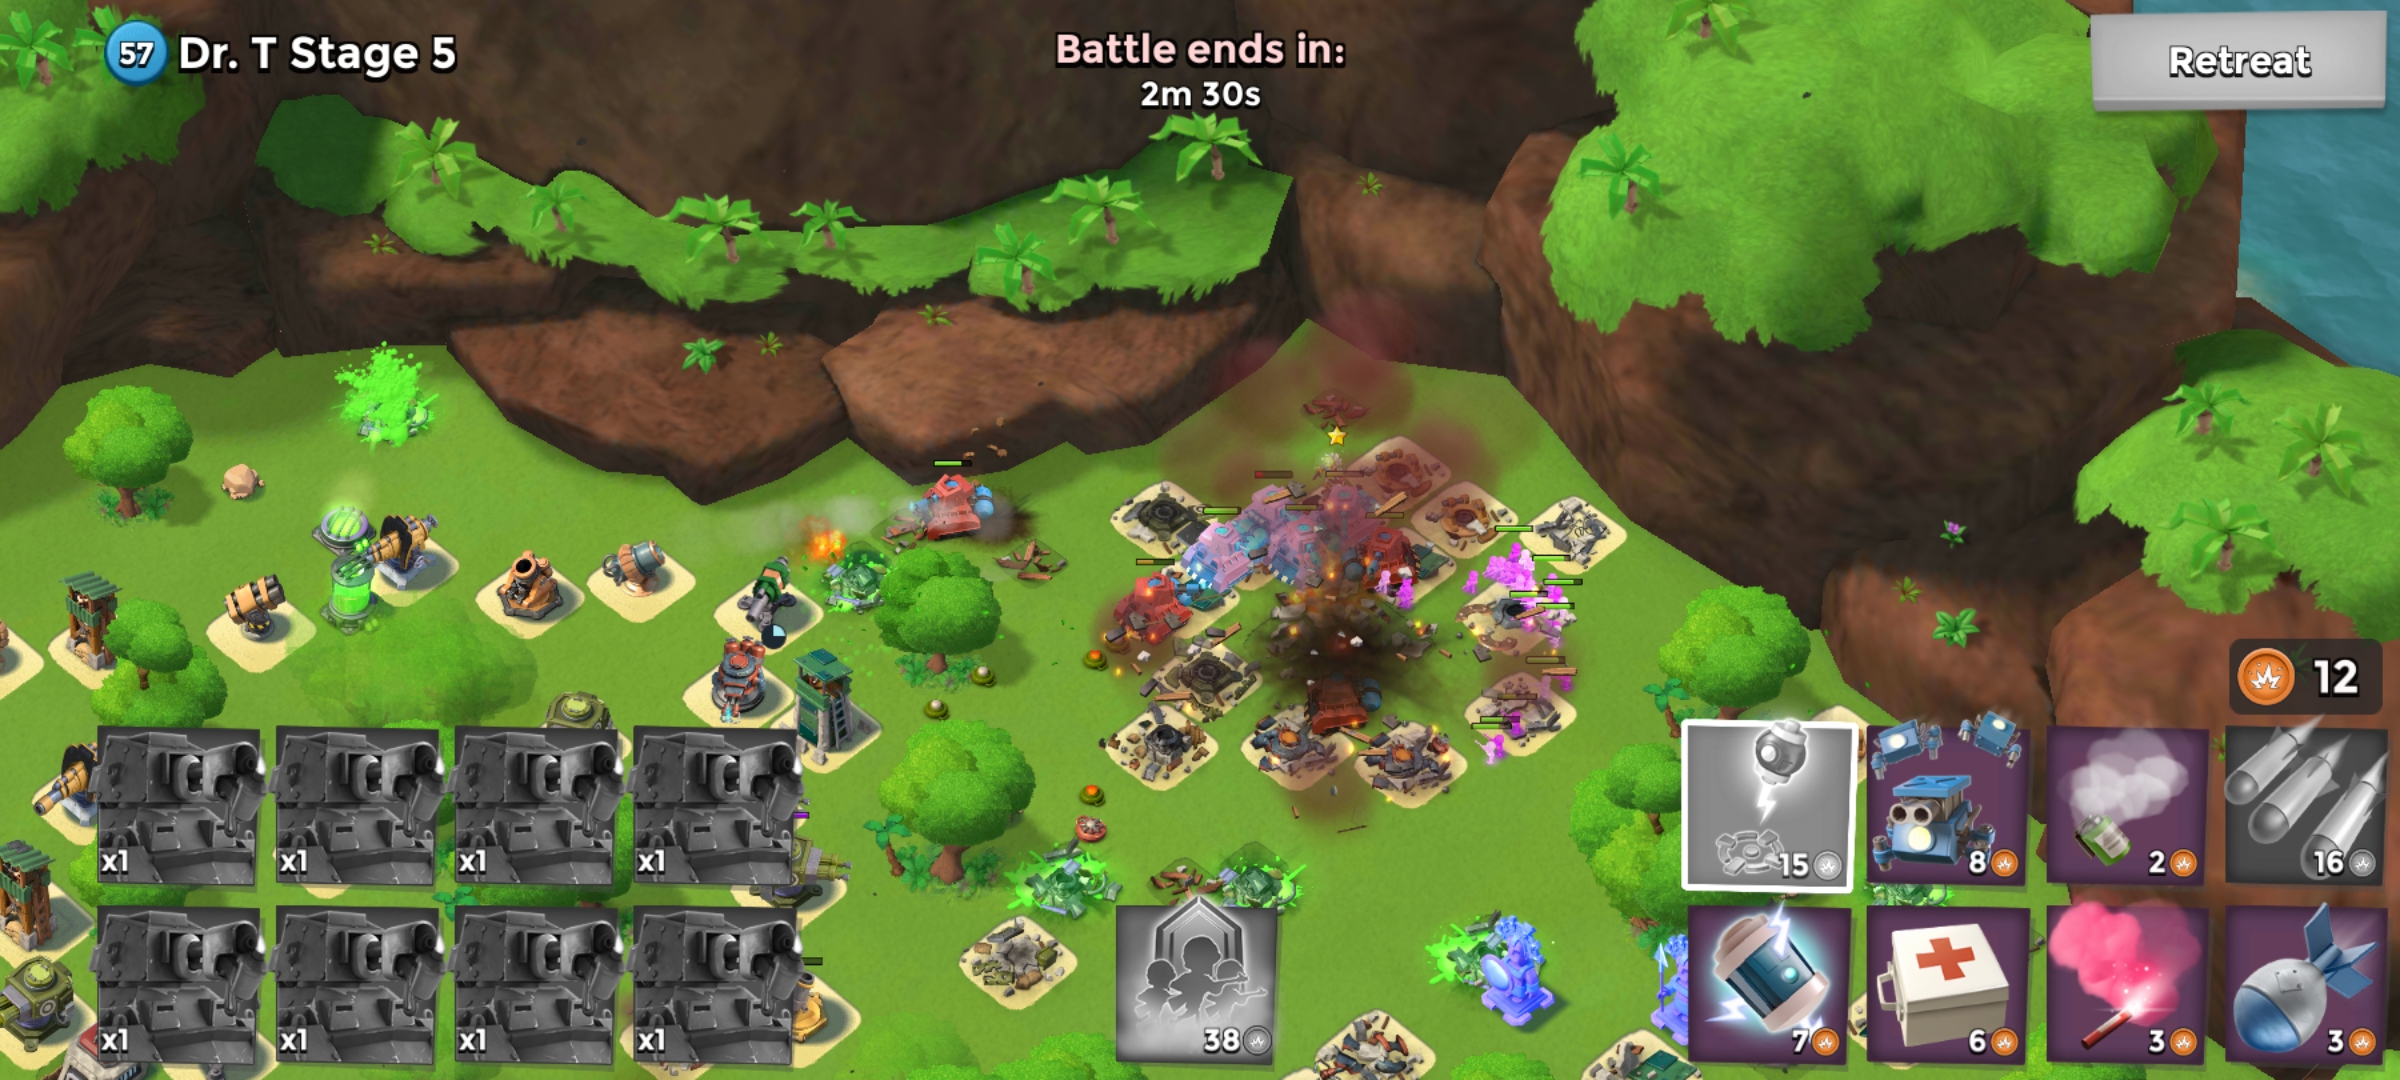 57 Dr. T Stage 5
Battle ends in:
2m 30s
Retreat
12
x1 x1 x1 x1
15 8 2 16
x1 x1 x1 x1
38
7 6 3 3